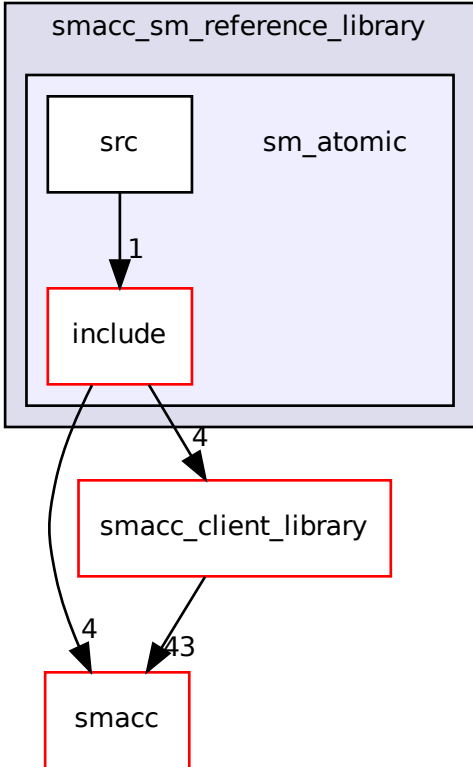 smacc_sm_reference_library
src
sm_atomic
1
include
4
smacc_client_library
4
43
smacc